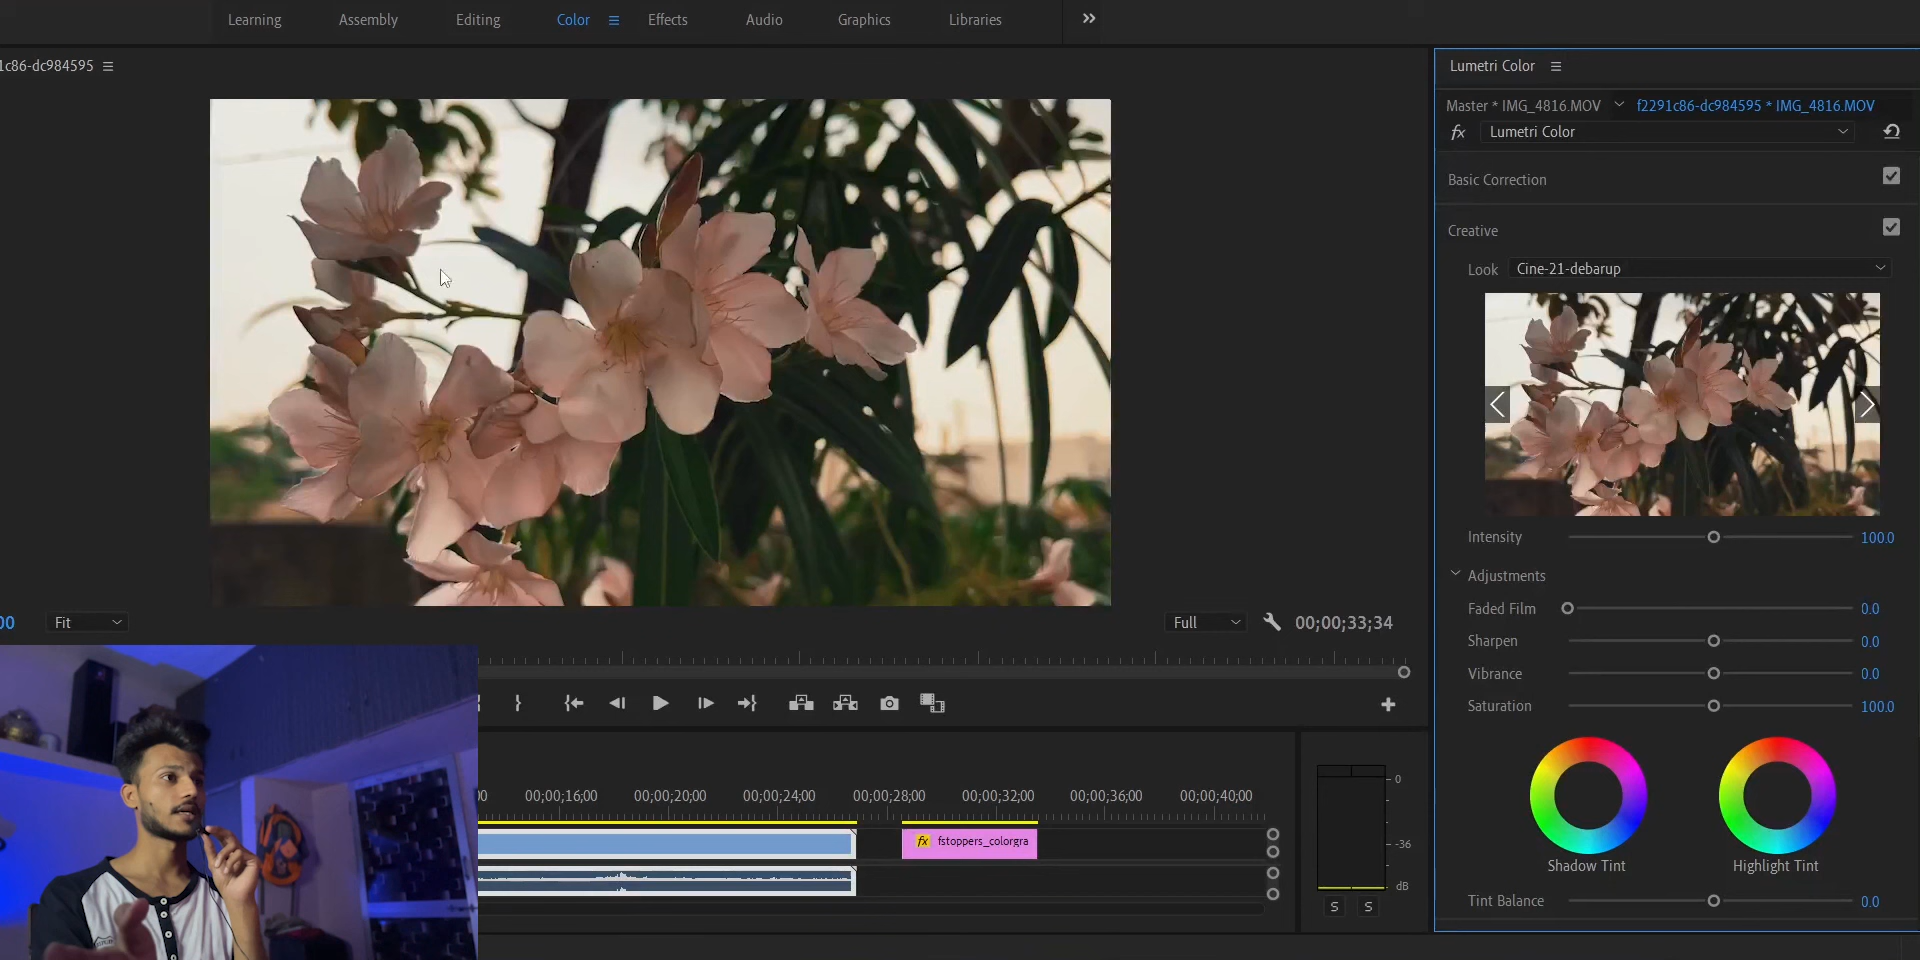 Learning Assembly Editing Color Effects Audio Graphics Libraries
1c86-dc984595
Lumetri Color
Master * IMG_4816.MOV f2291c86-dc984595 * IMG_4816.MOV
fx Lumetri Color
Basic Correction
Creative
Look Cine-21-debarup
Intensity 100.0
Adjustments
Faded Film 0.0
Sharpen 0.0
Vibrance 0.0
Saturation 100.0
Shadow Tint Highlight Tint
Tint Balance 0.0
00 Fit Full 00;00;33;34
00 00;00;16;00 00;00;20;00 00;00;24;00 00;00;28;00 00;00;32;00 00;00;36;00 00;00;40;00
fx fstoppers_colorgra
0
-36
dB
S S